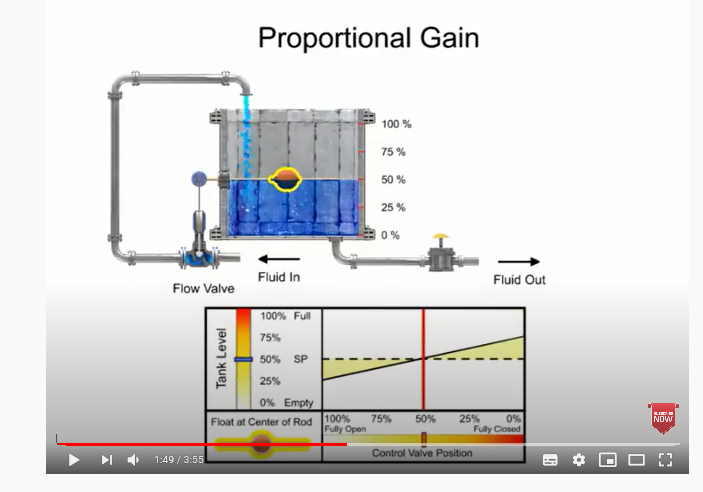 Proportional Gain
100 %
75 %
50 %
25 %
0 %
Fluid In
Fluid Out
Flow Valve
Tank Level
100% Full
75%
50% SP
25%
0% Empty
Float at Center of Rod
100% 75% 50% 25% 0%
Fully Open Fully Closed
Control Valve Position
NOW
1:49 / 3:55